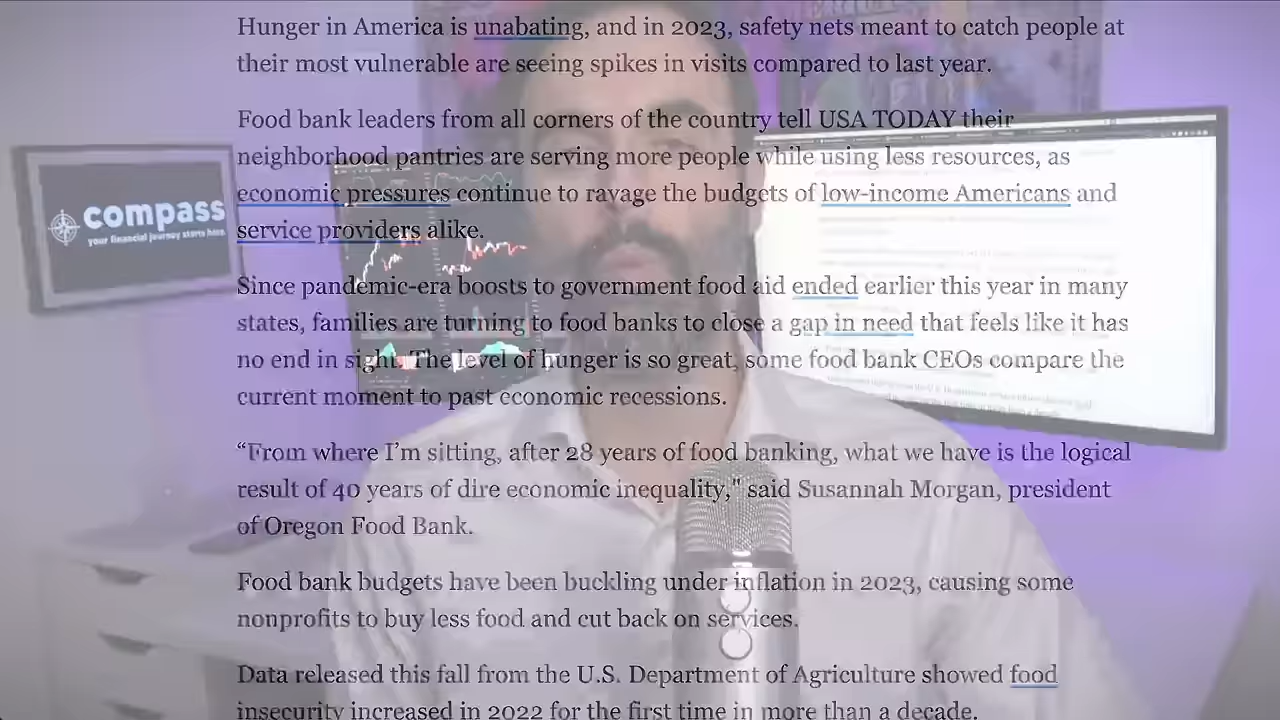 Hunger in America is unabating, and in 2023, safety nets meant to catch people at
their most vulnerable are seeing spikes in visits compared to last year.
Food bank leaders from all corners of the country tell USA TODAY their
neighborhood pantries are serving more people while using less resources, as
economic pressures continue to ravage the budgets of low-income Americans and
service providers alike.
compass
your financial journey starts here
Since pandemic-era boosts to government food aid ended earlier this year in many
states, families are turning to food banks to close a gap in need that feels like it has
no end in sight. The level of hunger is so great, some food bank CEOs compare the
current moment to past economic recessions.
“From where I’m sitting, after 28 years of food banking, what we have is the logical
result of 40 years of dire economic inequality," said Susannah Morgan, president
of Oregon Food Bank.
Food bank budgets have been buckling under inflation in 2023, causing some
nonprofits to buy less food and cut back on services.
Data released this fall from the U.S. Department of Agriculture showed food
insecurity increased in 2022 for the first time in more than a decade.